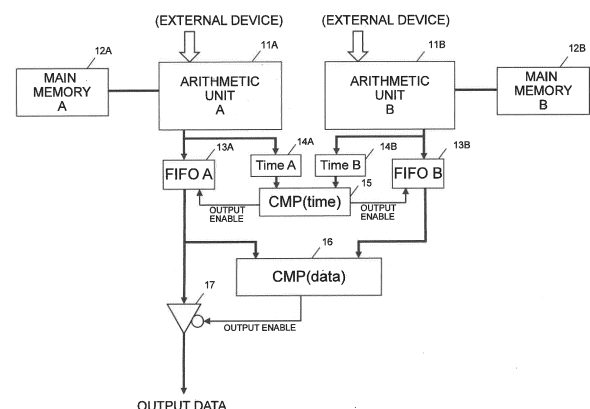 (EXTERNAL DEVICE) (EXTERNAL DEVICE)
12A 11A 11B 12B
MAIN MEMORY A
ARITHMETIC UNIT A
ARITHMETIC UNIT B
MAIN MEMORY B
13A 14A 14B 13B
FIFO A
Time A
Time B
FIFO B
15
CMP(time)
OUTPUT ENABLE
OUTPUT ENABLE
16
CMP(data)
17
OUTPUT ENABLE
OUTPUT DATA